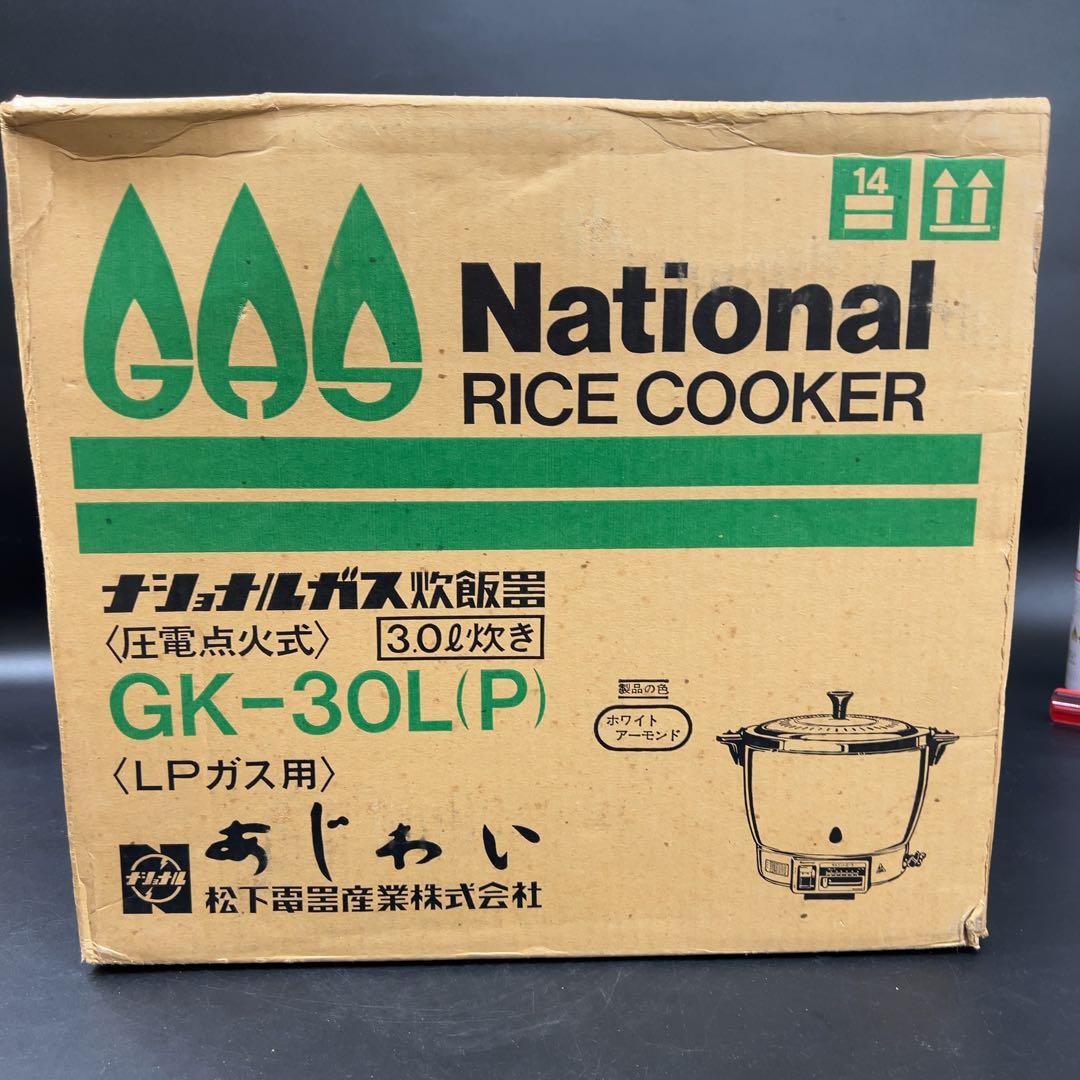 GAS
14
National
RICE COOKER
ナショナルガス炊飯器
〈圧電点火式〉 3.0ℓ炊き
GK-30L(P)
〈LPガス用〉
製品の色
ホワイト
アーモンド
あじわい
ナショナル
松下電器産業株式会社